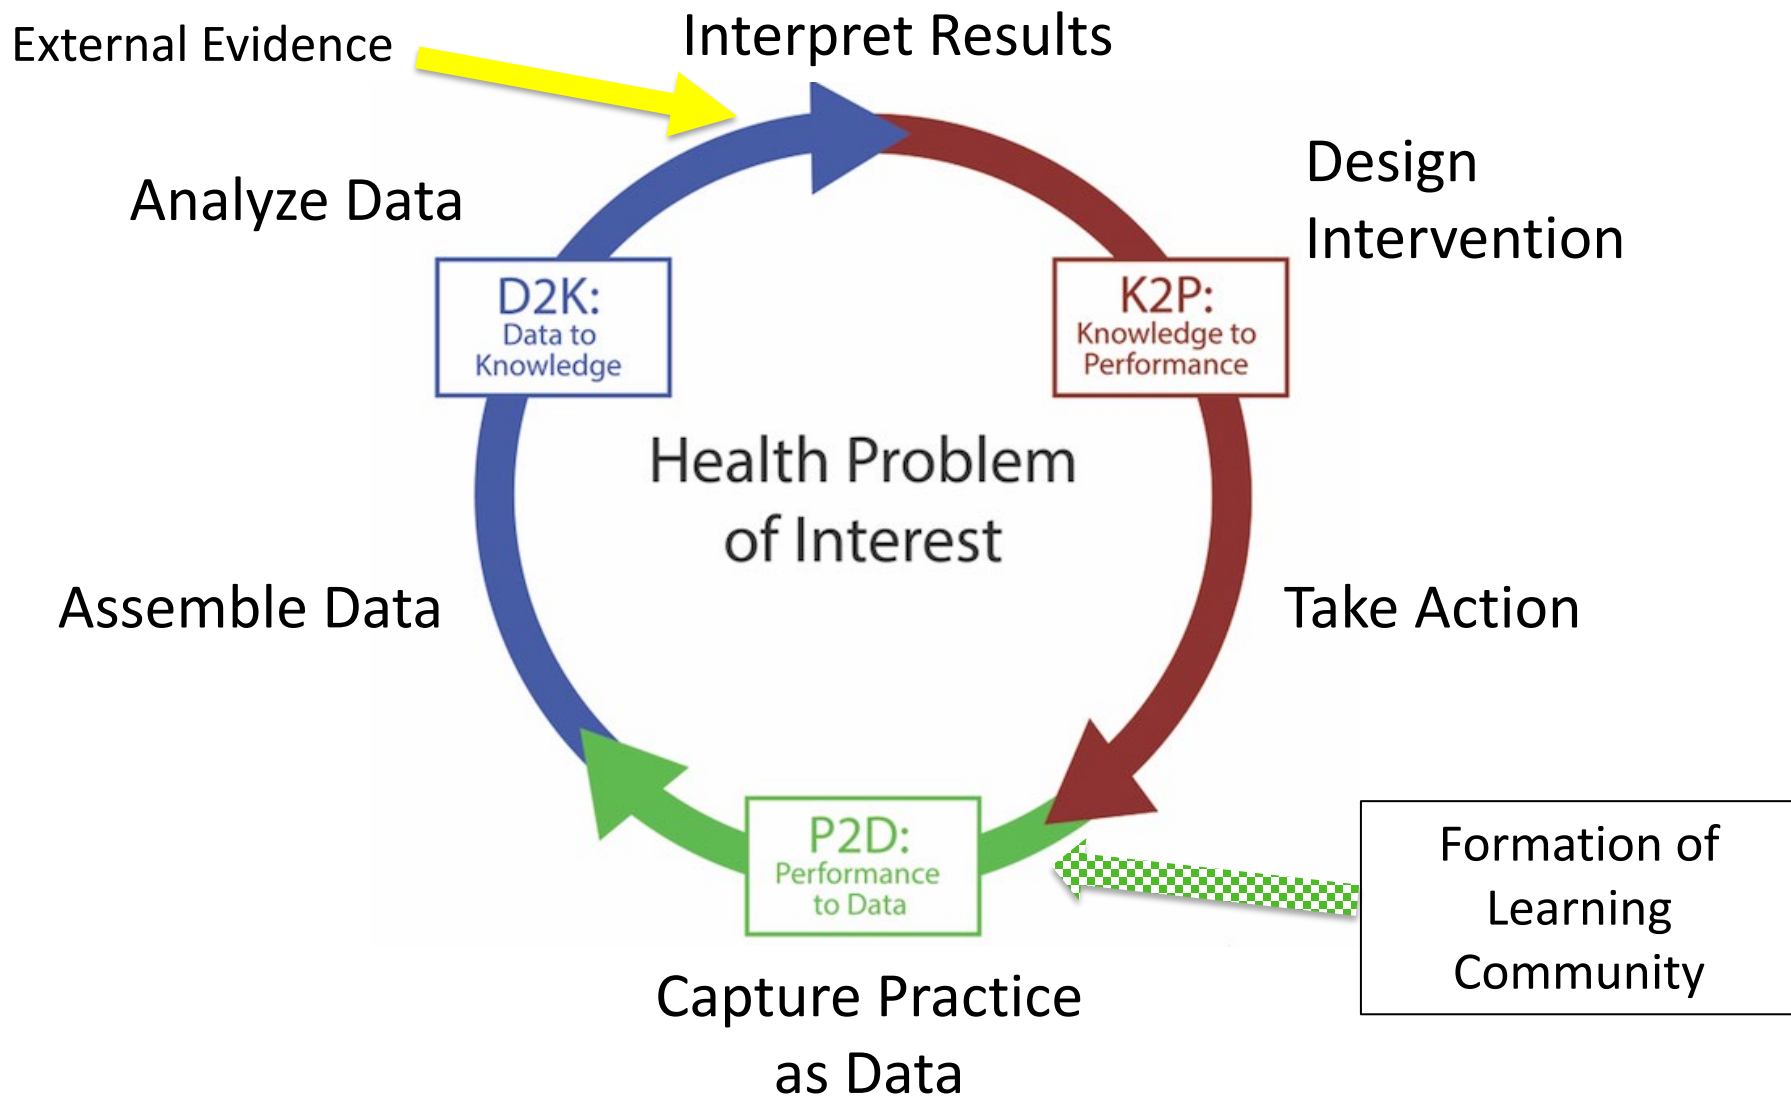 External Evidence
Interpret Results
Analyze Data
Design
Intervention
D2K:
Data to
Knowledge
K2P:
Knowledge to
Performance
Health Problem
of Interest
Assemble Data
Take Action
P2D:
Performance
to Data
Formation of
Learning
Community
Capture Practice
as Data